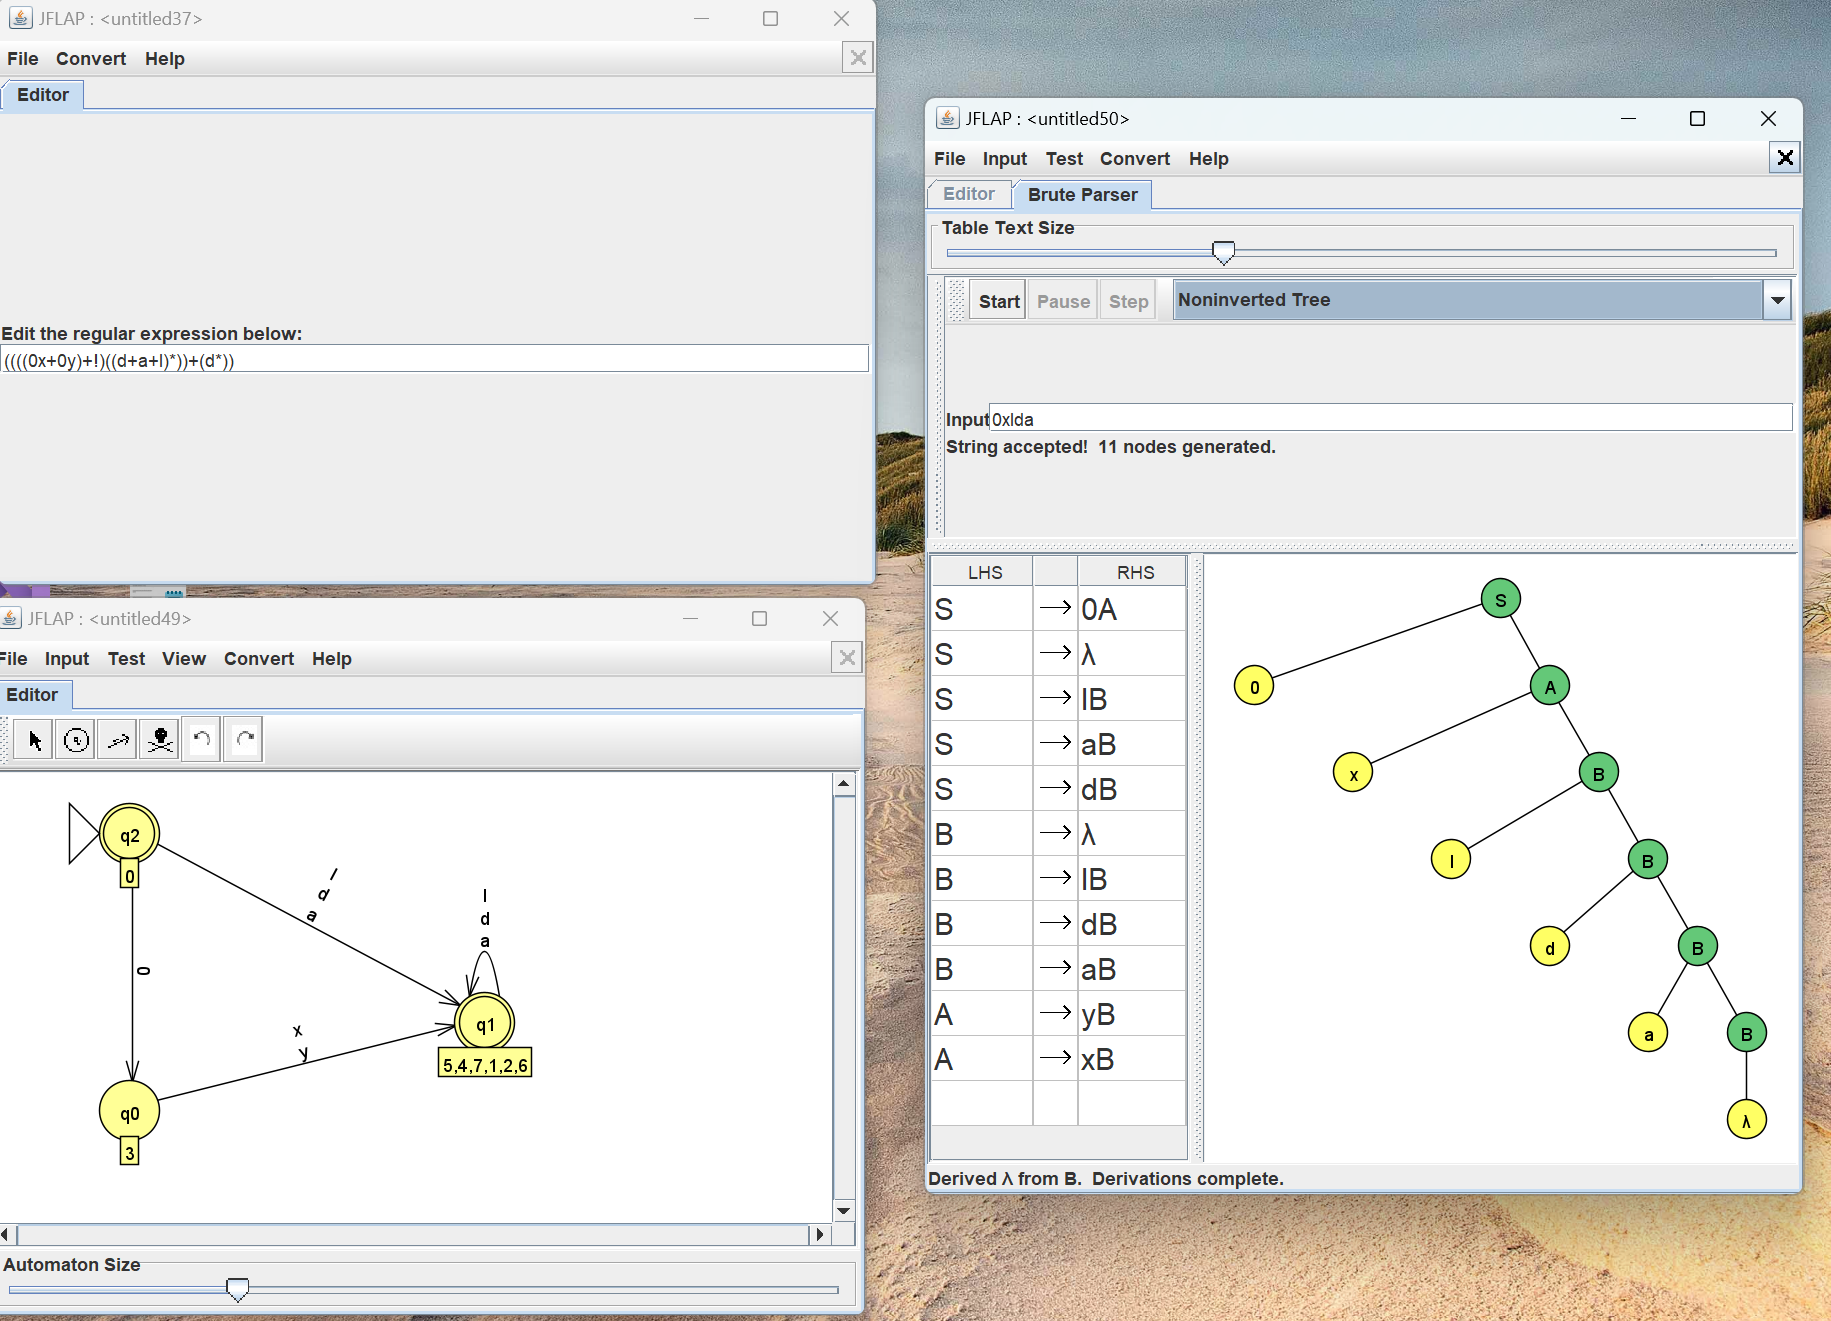 JFLAP : <untitled37>
File Convert Help
Editor
Edit the regular expression below:
((((0x+0y)+!)((d+a+l)*))+(d*))
JFLAP : <untitled49>
File Input Test View Convert Help
Editor
q2
0
l
d
a
l
d
a
0
x
y
q1
5,4,7,1,2,6
q0
3
Automaton Size
JFLAP : <untitled50>
File Input Test Convert Help
Editor Brute Parser
Table Text Size
Start Pause Step Noninverted Tree
Input 0xlda
String accepted! 11 nodes generated.
LHS RHS
S → 0A
S → λ
S → lB
S → aB
S → dB
B → λ
B → lB
B → dB
B → aB
A → yB
A → xB
S
0 A
x B
l B
d B
a B
λ
Derived λ from B. Derivations complete.